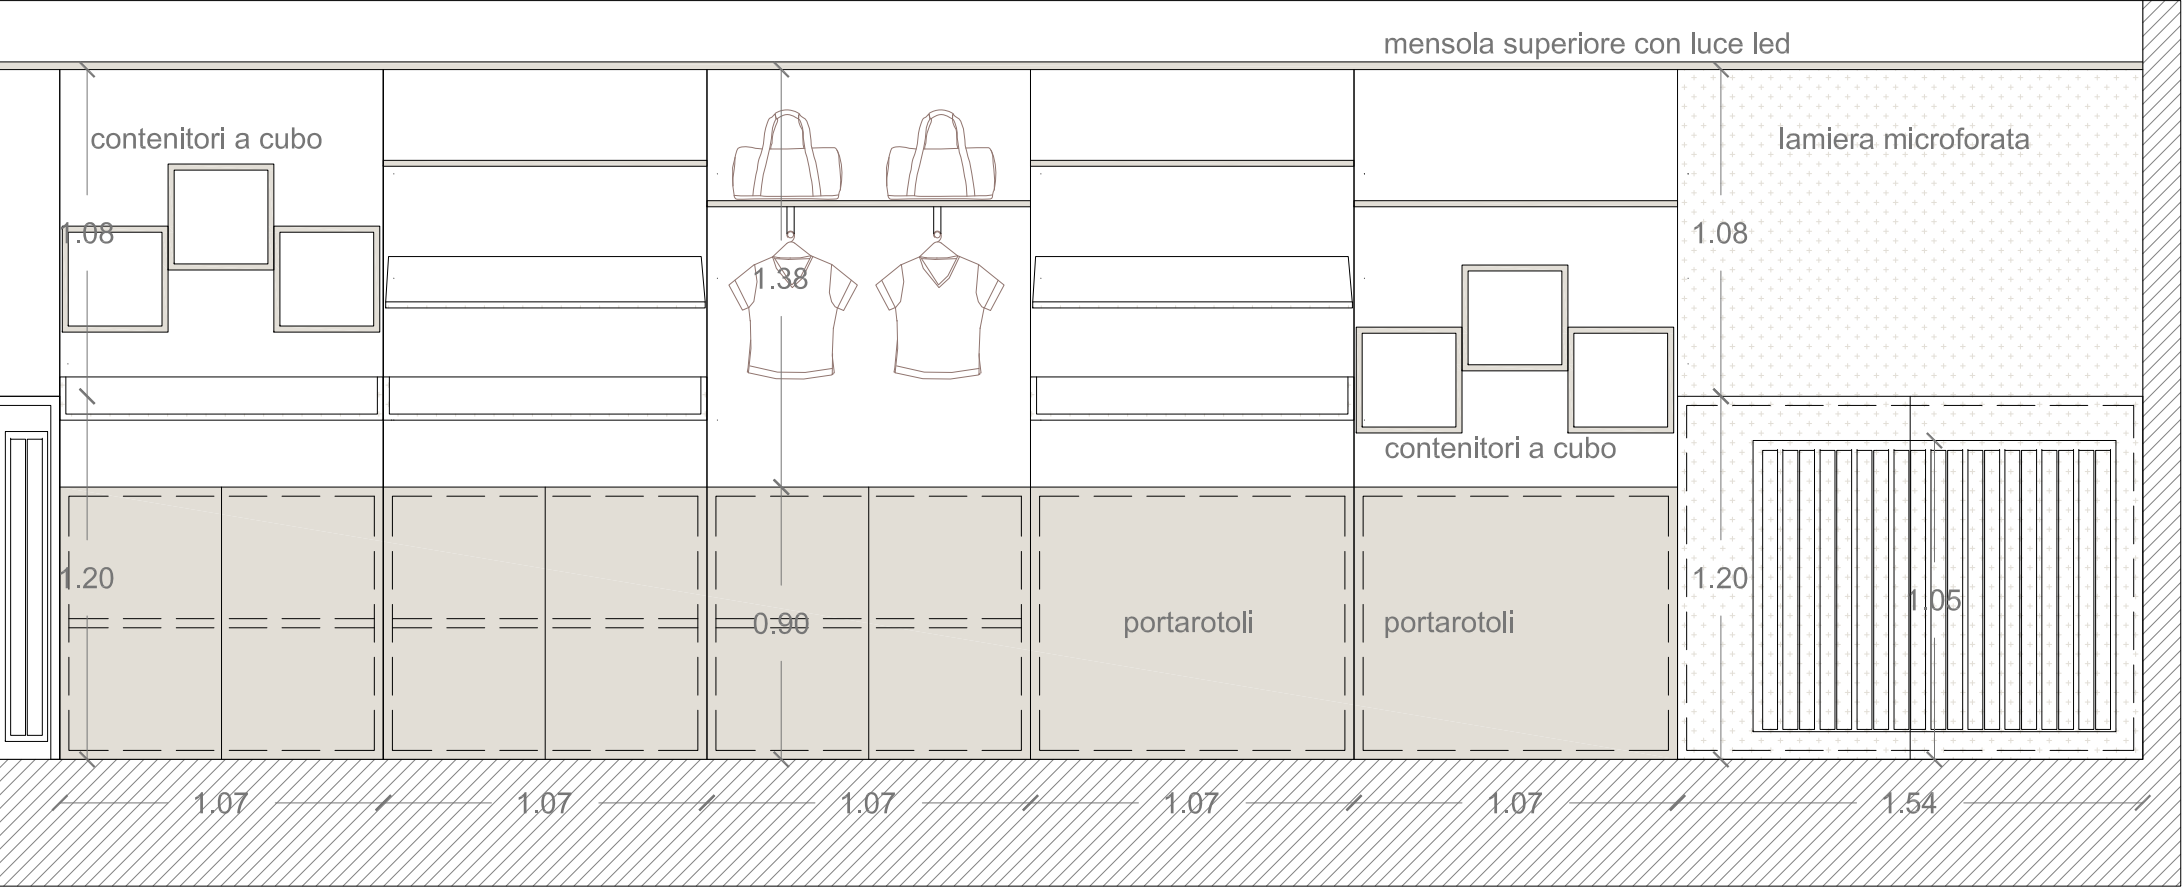 mensola superiore con luce led
contenitori a cubo
lamiera microforata
1.08
1.38
1.08
contenitori a cubo
1.20
0.90
portarotoli
portarotoli
1.20
1.05
1.07
1.07
1.07
1.07
1.07
1.54